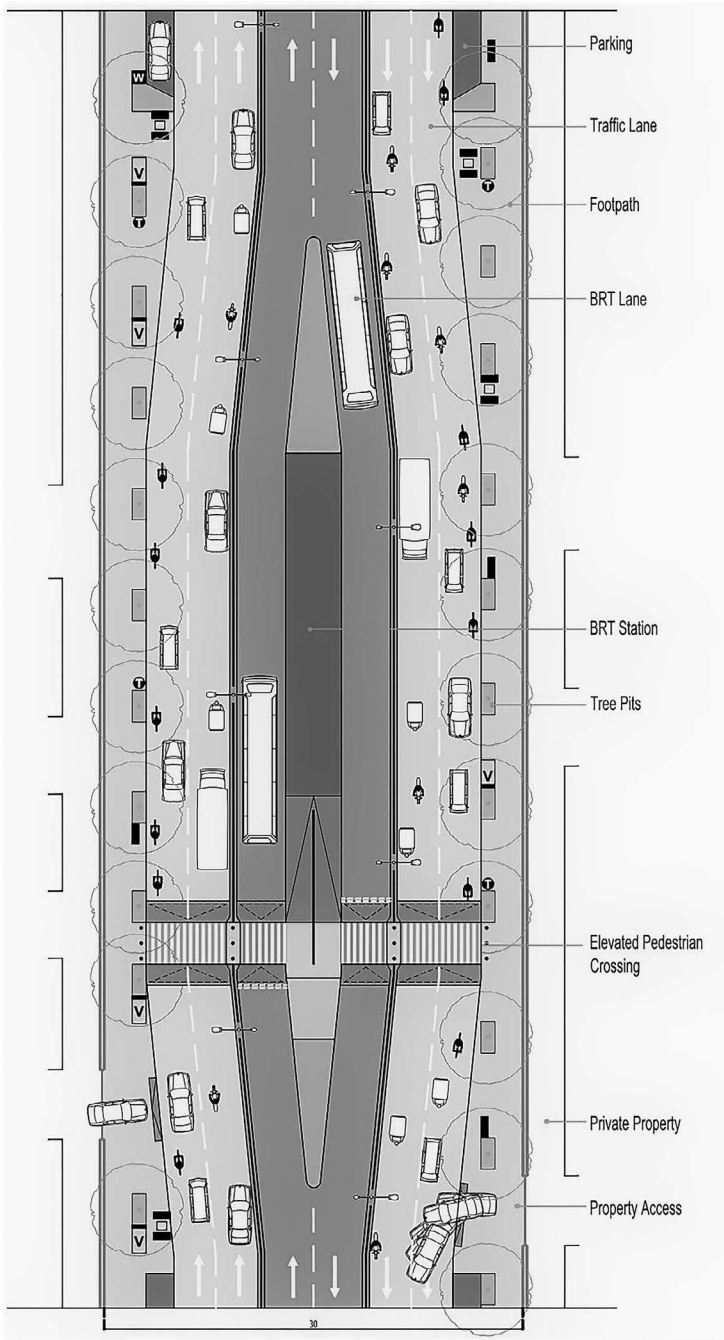 Parking
W
Traffic Lane
V
T
Footpath
T
BRT Lane
V
BRT Station
T
Tree Pits
V
T
Elevated Pedestrian
Crossing
V
Private Property
Property Access
V
30